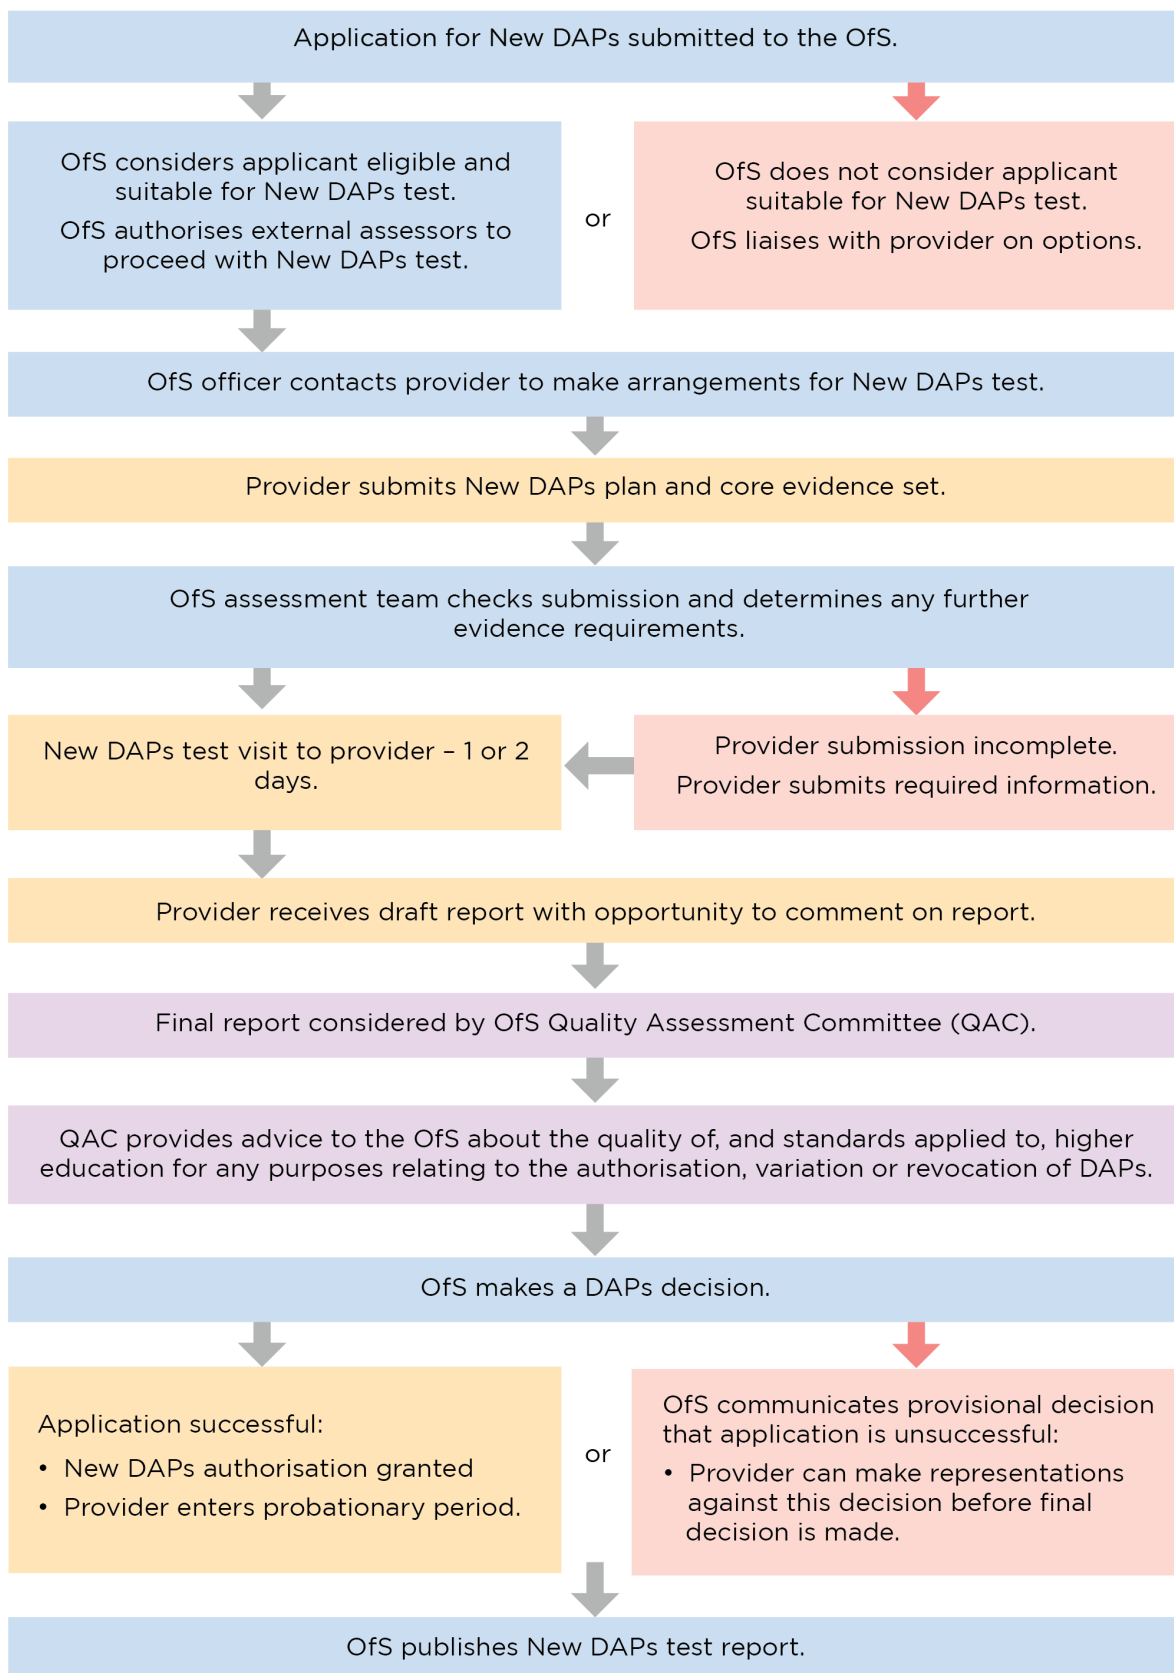 Application for New DAPs submitted to the OfS.
OfS considers applicant eligible and
suitable for New DAPs test.
OfS authorises external assessors to
proceed with New DAPs test.
or
OfS does not consider applicant
suitable for New DAPs test.
OfS liaises with provider on options.
OfS officer contacts provider to make arrangements for New DAPs test.
Provider submits New DAPs plan and core evidence set.
OfS assessment team checks submission and determines any further
evidence requirements.
New DAPs test visit to provider – 1 or 2
days.
Provider submission incomplete.
Provider submits required information.
Provider receives draft report with opportunity to comment on report.
Final report considered by OfS Quality Assessment Committee (QAC).
QAC provides advice to the OfS about the quality of, and standards applied to, higher
education for any purposes relating to the authorisation, variation or revocation of DAPs.
OfS makes a DAPs decision.
Application successful:
• New DAPs authorisation granted
• Provider enters probationary period.
or
OfS communicates provisional decision
that application is unsuccessful:
• Provider can make representations
against this decision before final
decision is made.
OfS publishes New DAPs test report.